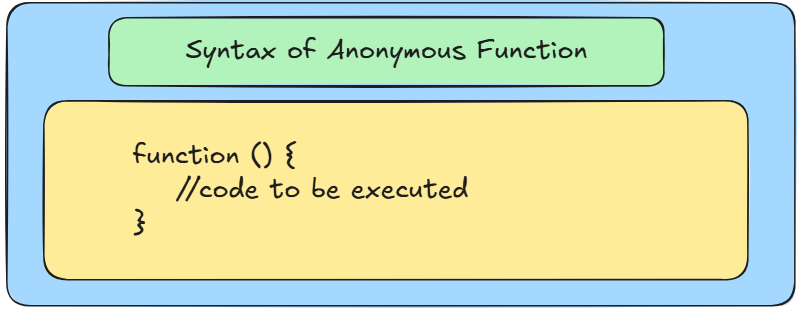 Syntax of Anonymous Function
function () {
//code to be executed
}